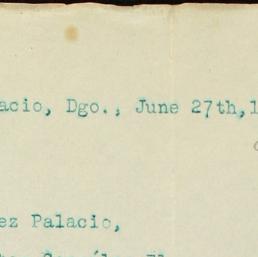 acio, Dgo., June 27th,1
ez Palacio,